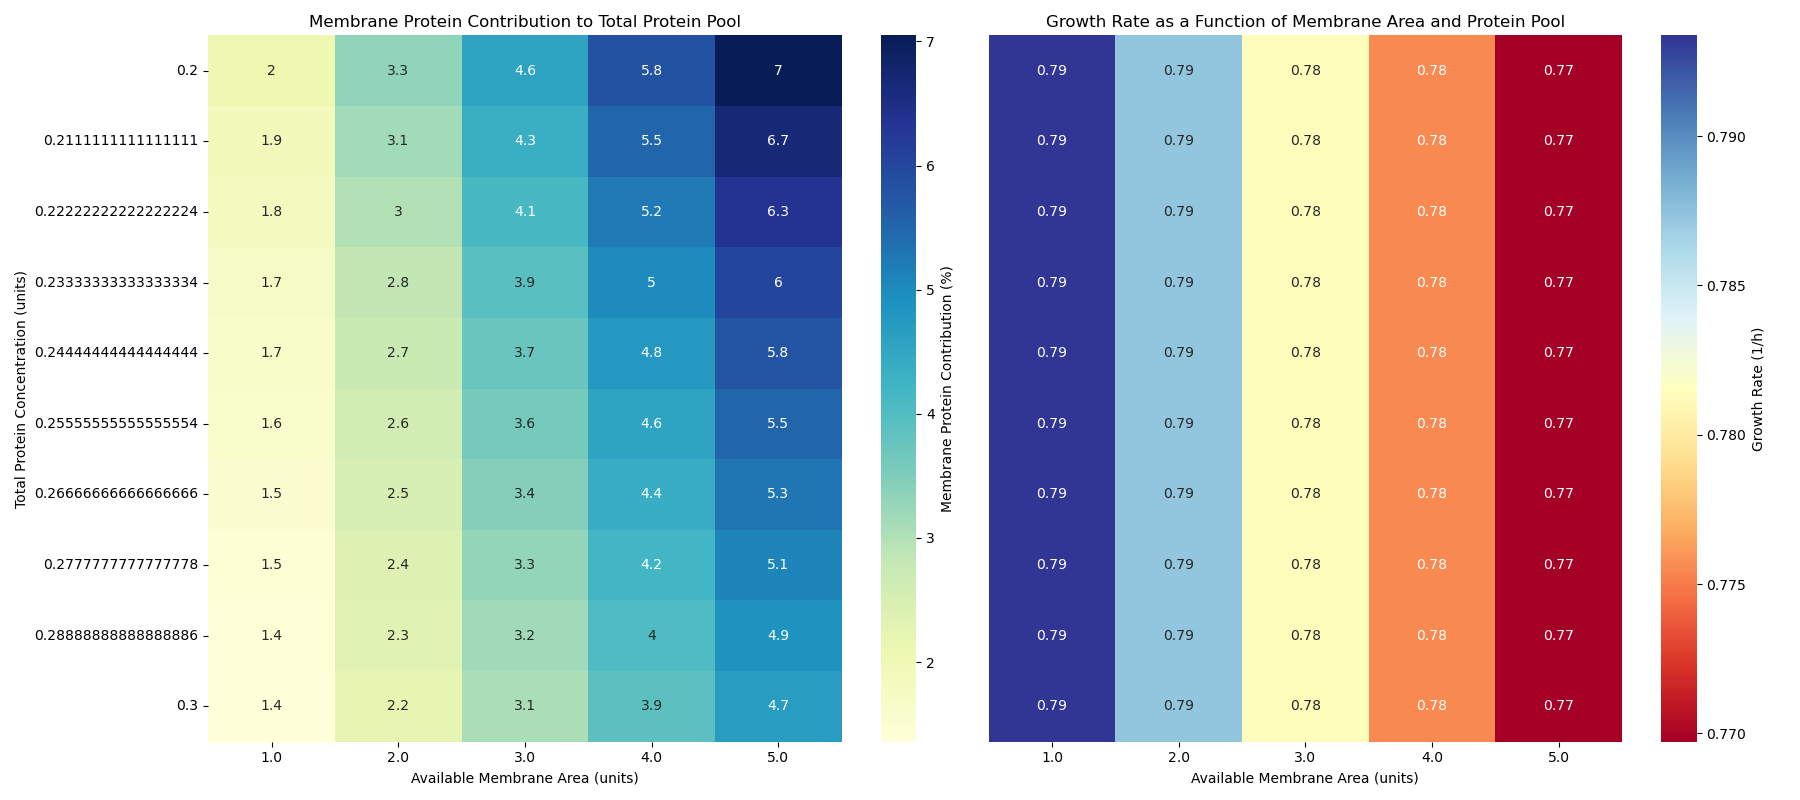 Membrane Protein Contribution to Total Protein Pool
Total Protein Concentration (units)
0.2 2 3.3 4.6 5.8 7
0.2111111111111111 1.9 3.1 4.3 5.5 6.7
0.22222222222222224 1.8 3 4.1 5.2 6.3
0.23333333333333334 1.7 2.8 3.9 5 6
0.24444444444444444 1.7 2.7 3.7 4.8 5.8
0.25555555555555554 1.6 2.6 3.6 4.6 5.5
0.26666666666666666 1.5 2.5 3.4 4.4 5.3
0.2777777777777778 1.5 2.4 3.3 4.2 5.1
0.28888888888888886 1.4 2.3 3.2 4 4.9
0.3 1.4 2.2 3.1 3.9 4.7
1.0 2.0 3.0 4.0 5.0
Available Membrane Area (units)
7
6
5
4
3
2
Membrane Protein Contribution (%)
Growth Rate as a Function of Membrane Area and Protein Pool
0.79 0.79 0.78 0.78 0.77
0.79 0.79 0.78 0.78 0.77
0.79 0.79 0.78 0.78 0.77
0.79 0.79 0.78 0.78 0.77
0.79 0.79 0.78 0.78 0.77
0.79 0.79 0.78 0.78 0.77
0.79 0.79 0.78 0.78 0.77
0.79 0.79 0.78 0.78 0.77
0.79 0.79 0.78 0.78 0.77
0.79 0.79 0.78 0.78 0.77
1.0 2.0 3.0 4.0 5.0
Available Membrane Area (units)
0.790
0.785
0.780
0.775
0.770
Growth Rate (1/h)